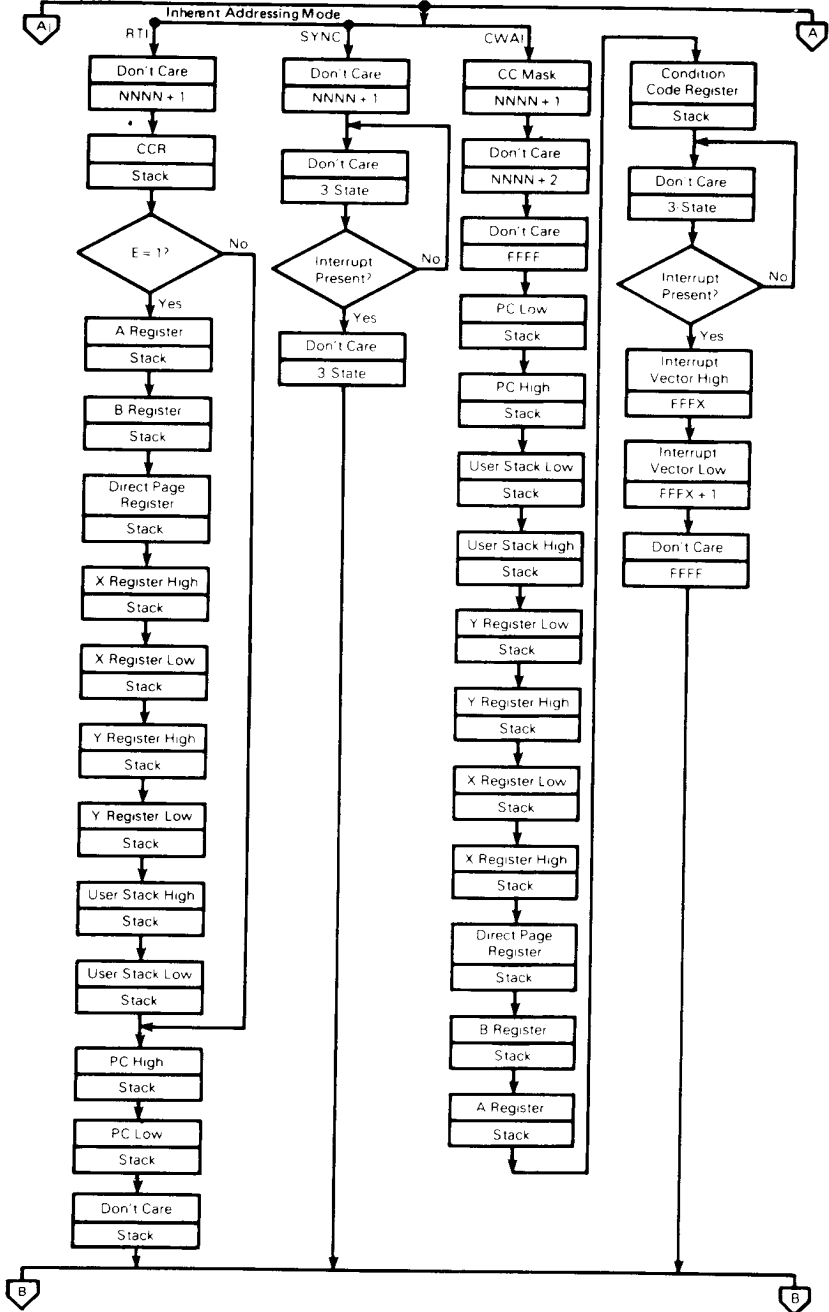 Inherent Addressing Mode
A
A
RTI
SYNC
CWAI
Don't Care
NNNN + 1
CCR
Stack
E = 1?
No
Yes
A Register
Stack
B Register
Stack
Direct Page
Register
Stack
X Register High
Stack
X Register Low
Stack
Y Register High
Stack
Y Register Low
Stack
User Stack High
Stack
User Stack Low
Stack
PC High
Stack
PC Low
Stack
Don't Care
Stack
Don't Care
NNNN + 1
Don't Care
3 State
Interrupt
Present?
No
Yes
Don't Care
3 State
CC Mask
NNNN + 1
Don't Care
NNNN + 2
Don't Care
FFFF
PC Low
Stack
PC High
Stack
User Stack Low
Stack
User Stack High
Stack
Y Register Low
Stack
Y Register High
Stack
X Register Low
Stack
X Register High
Stack
Direct Page
Register
Stack
B Register
Stack
A Register
Stack
Condition
Code Register
Stack
Don't Care
3-State
Interrupt
Present?
No
Yes
Interrupt
Vector High
FFFX
Interrupt
Vector Low
FFFX + 1
Don't Care
FFFF
B
B